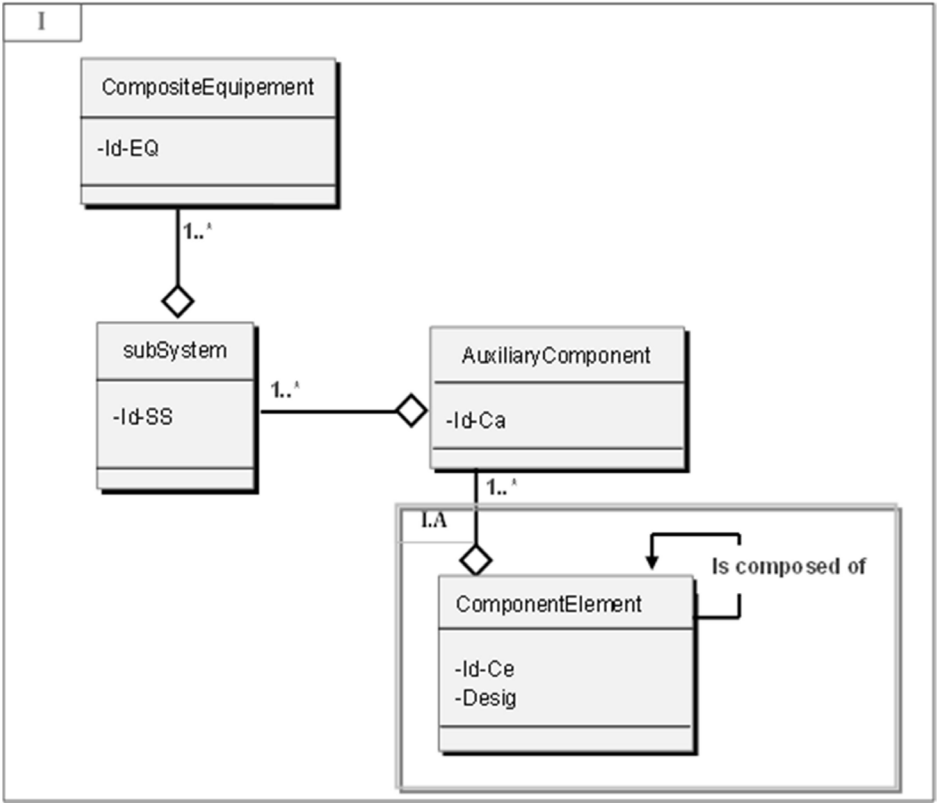 I
CompositeEquipement
-Id-EQ
1..*
subSystem
-Id-SS
1..*
AuxiliaryComponent
-Id-Ca
1..*
I.A
Is composed of
ComponentElement
-Id-Ce
-Desig